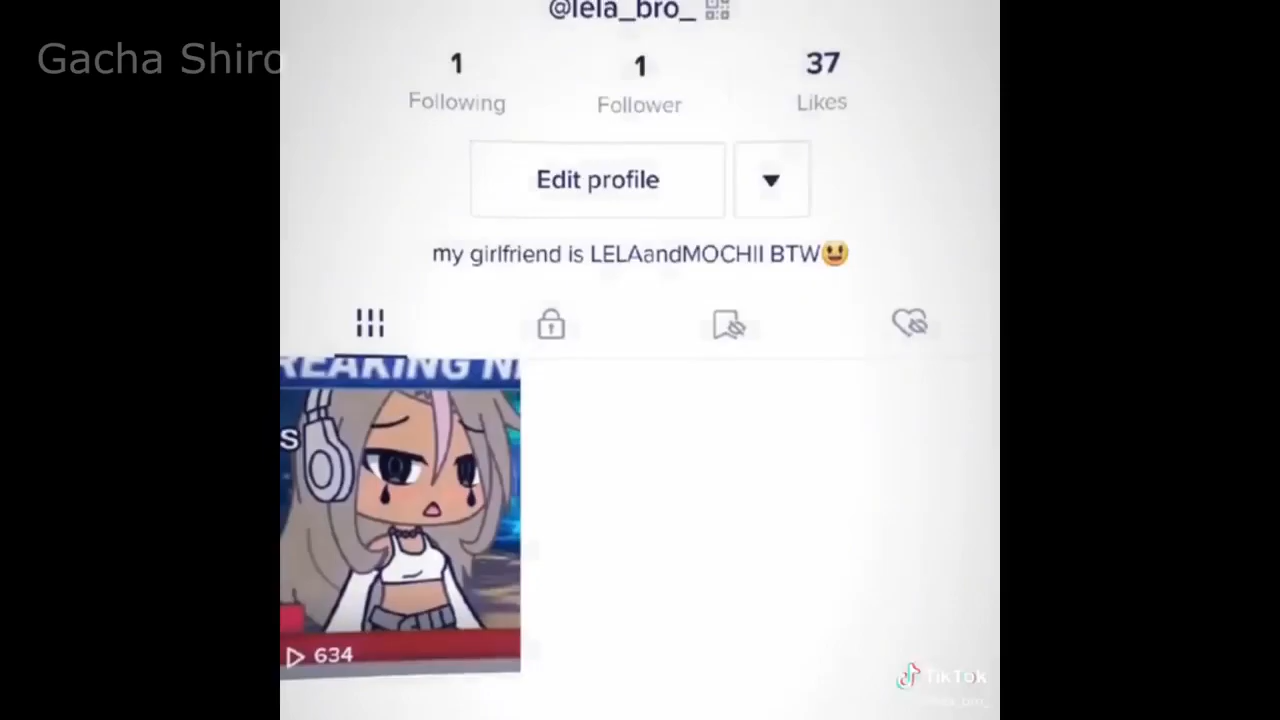 @lela_bro_
Gacha Shiro
1 1 37
Following Follower Likes
Edit profile
my girlfriend is LELAandMOCHII BTW😃
S
634
TikTok